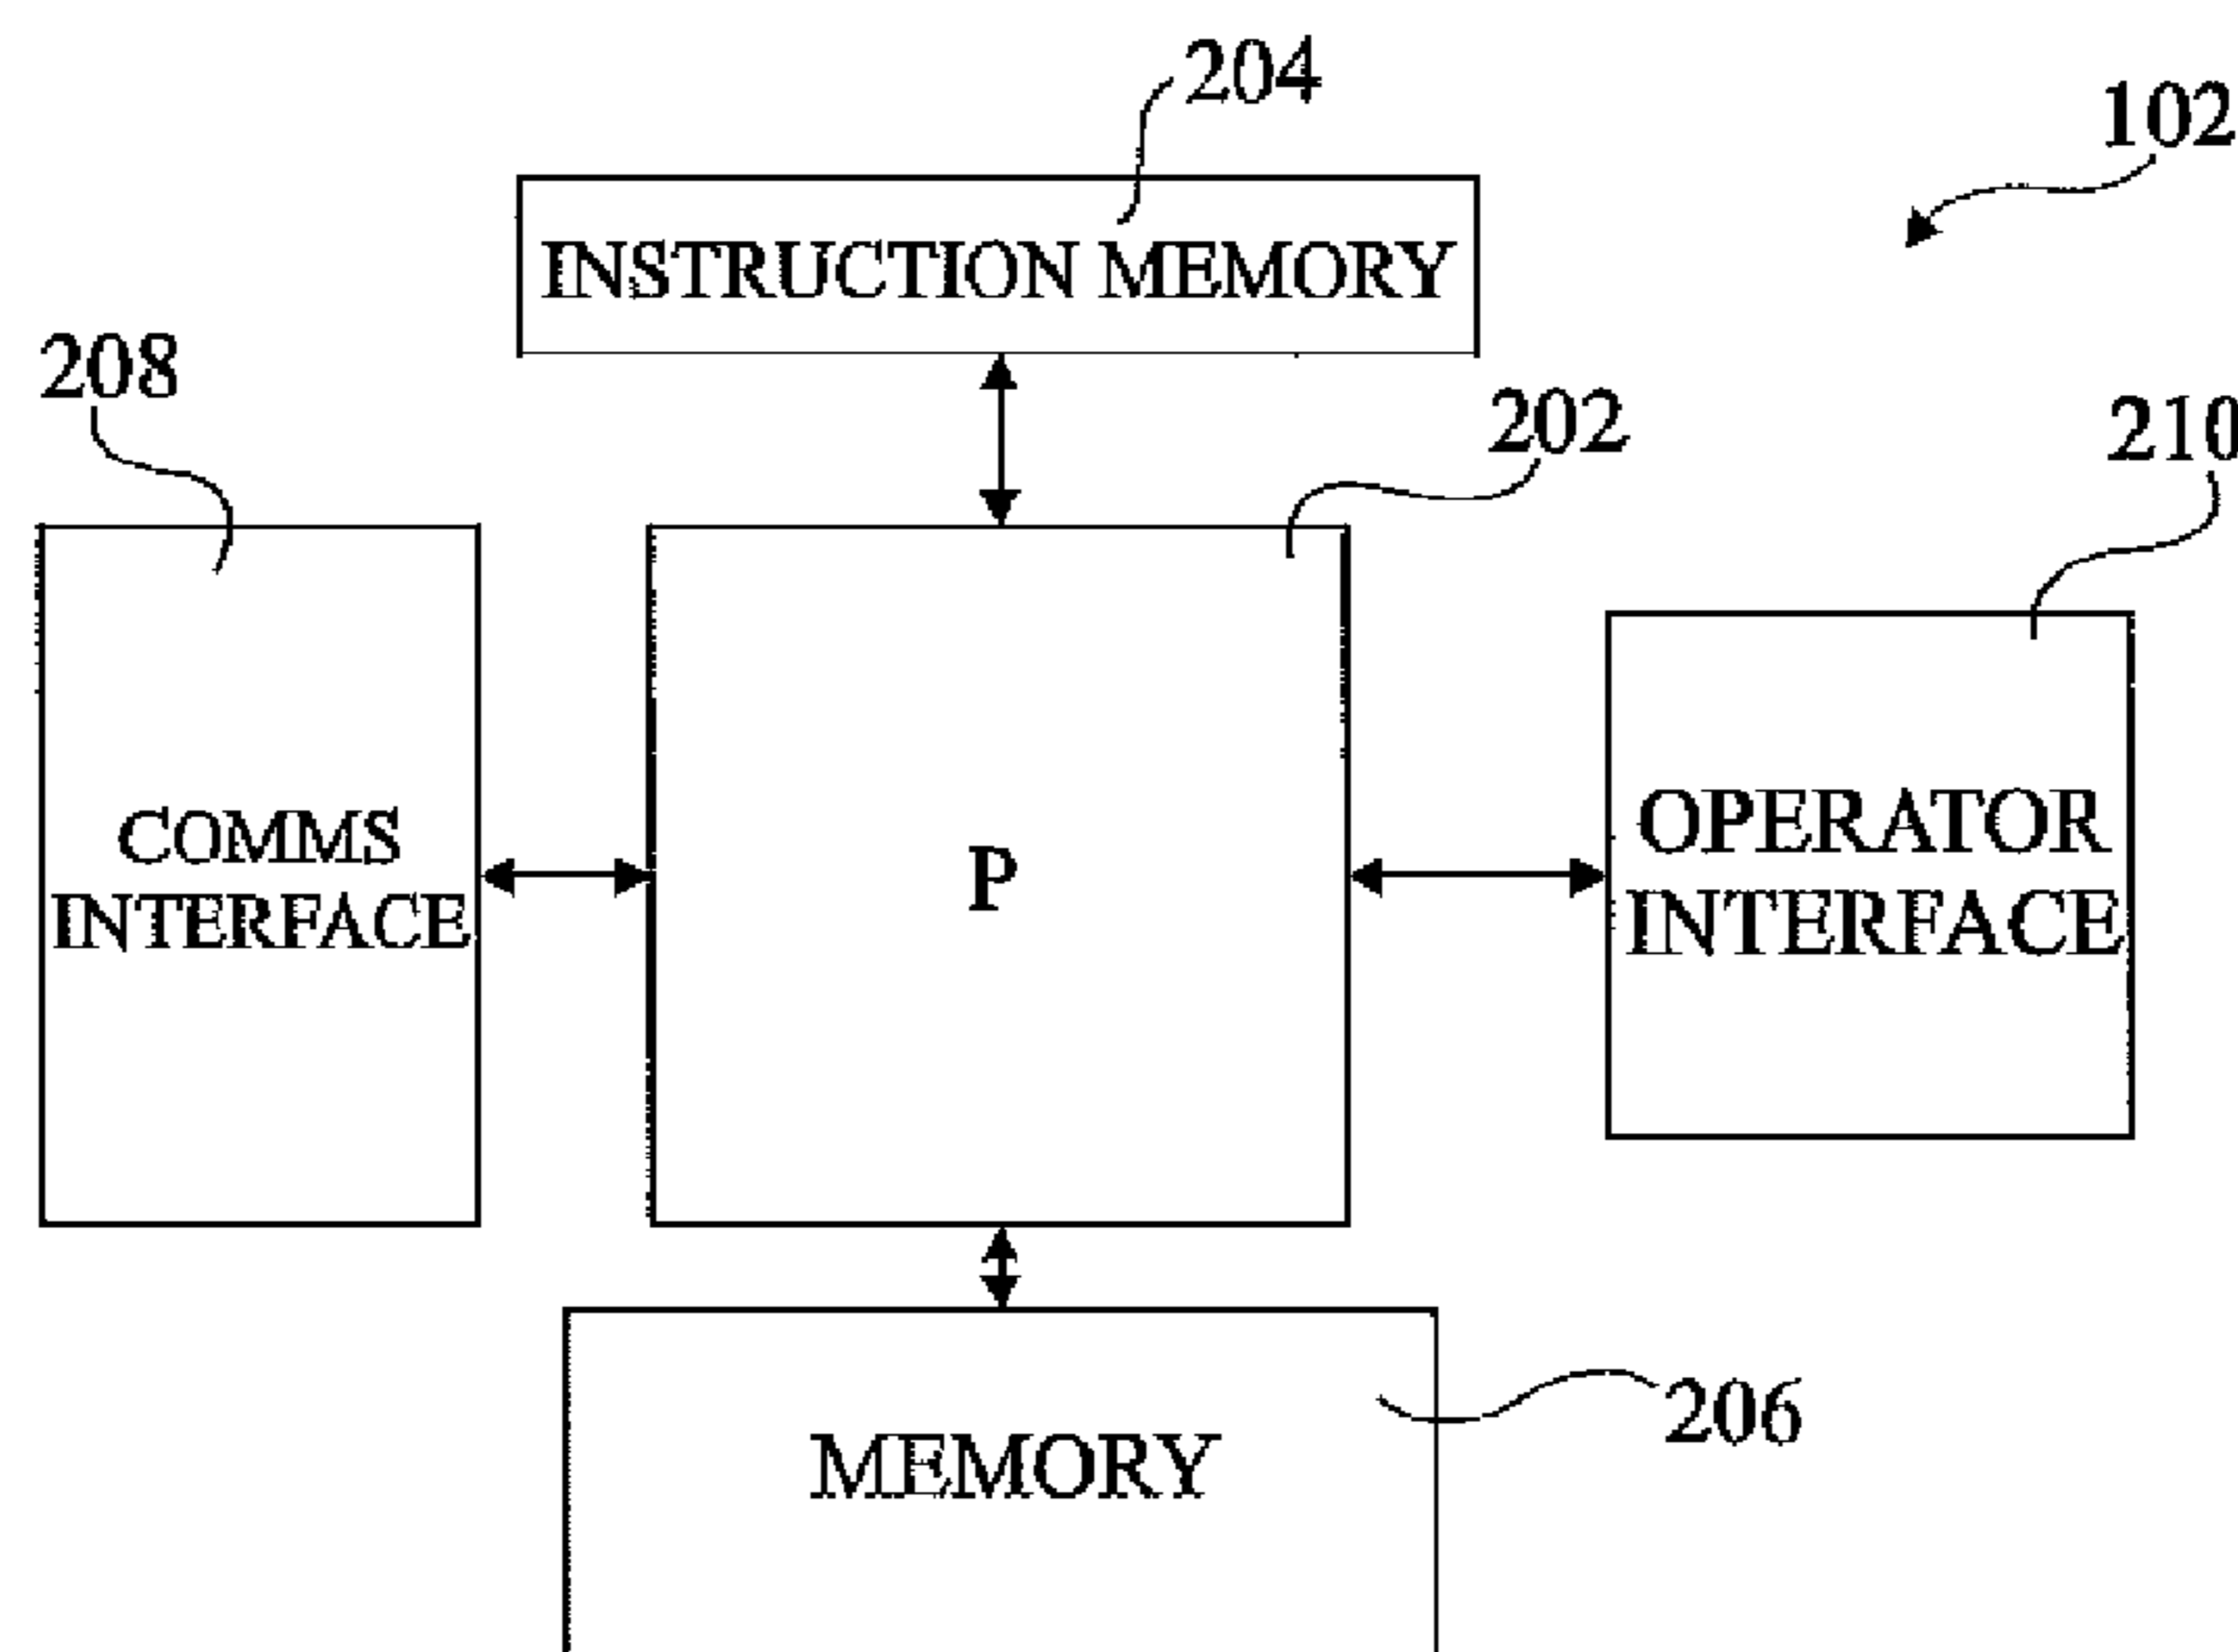 204
102
INSTRUCTION MEMORY
208
202
210
COMMS
INTERFACE
P
OPERATOR
INTERFACE
206
MEMORY